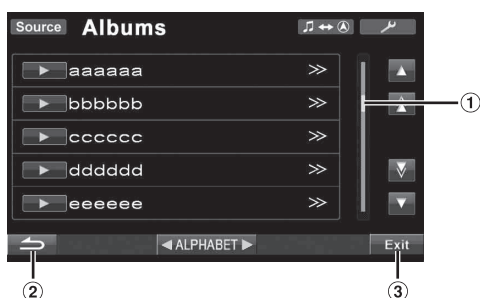 Source Albums
aaaaaa
bbbbbb
cccccc
dddddd
eeeeee
ALPHABET Exit
1
2 3